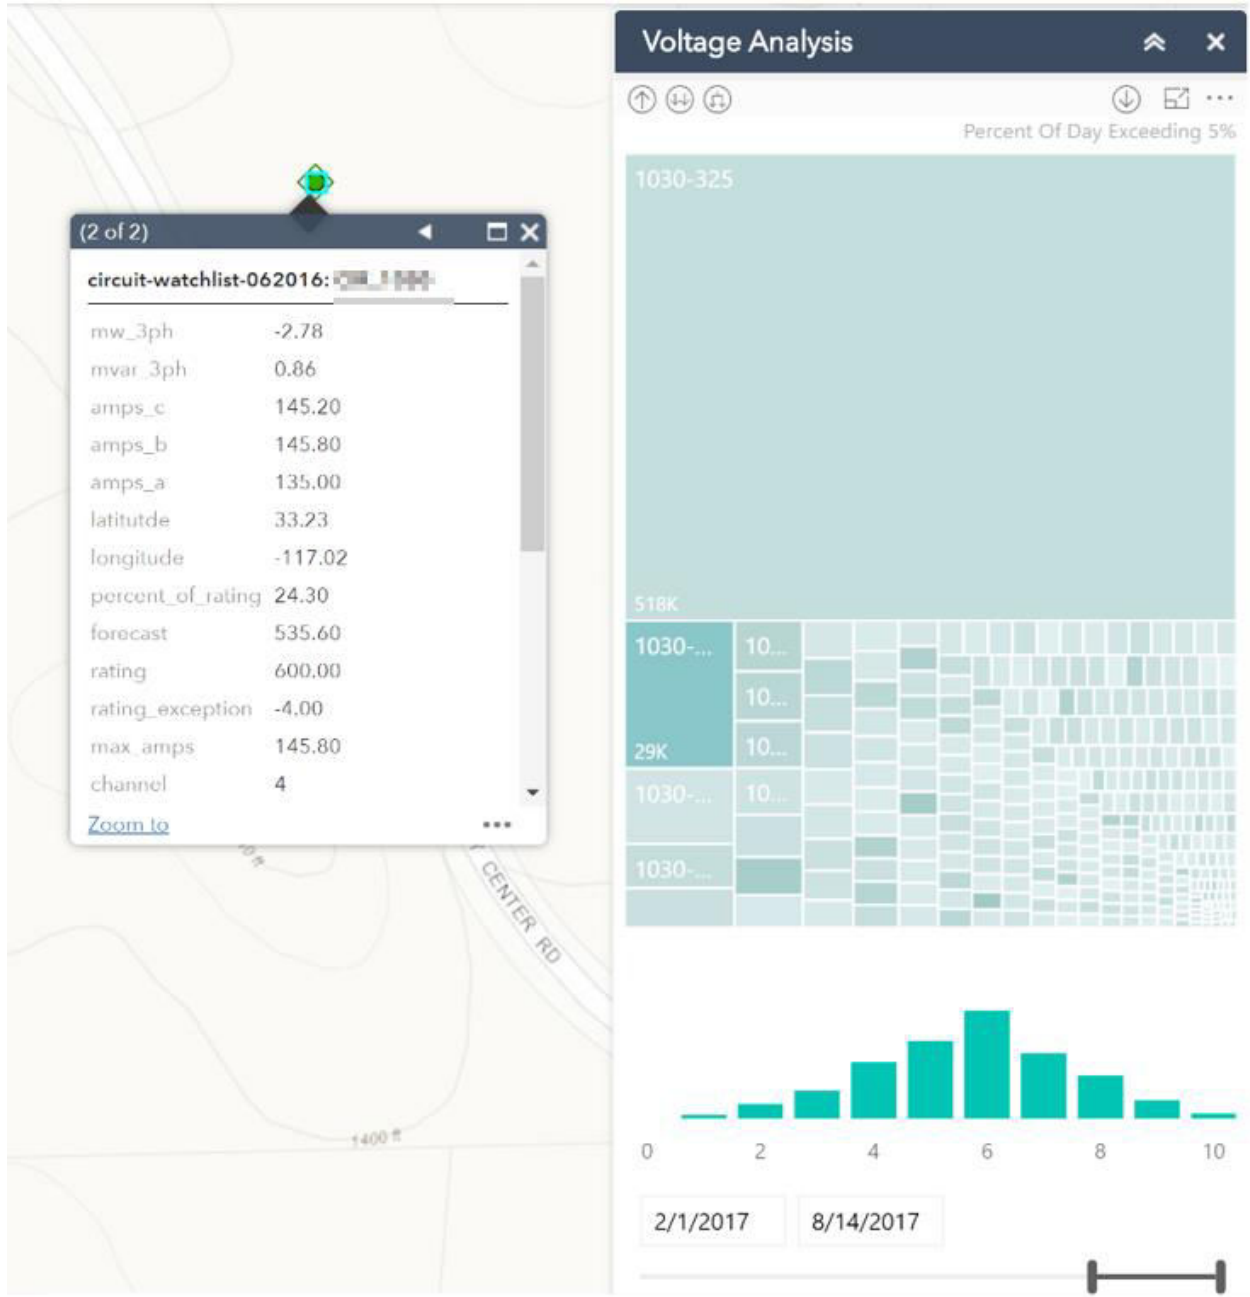 Voltage Analysis
Percent Of Day Exceeding 5%
1030-325
518K
1030-...
29K
1030-...
1030-...
10...
10...
10...
10...
(2 of 2)
circuit-watchlist-062016:
mw_3ph -2.78
mvar_3ph 0.86
amps_c 145.20
amps_b 145.80
amps_a 135.00
latitutde 33.23
longitude -117.02
percent_of_rating 24.30
forecast 535.60
rating 600.00
rating_exception -4.00
max_amps 145.80
channel 4
Zoom to
CENTER RD
1400 ft
0 2 4 6 8 10
2/1/2017 8/14/2017